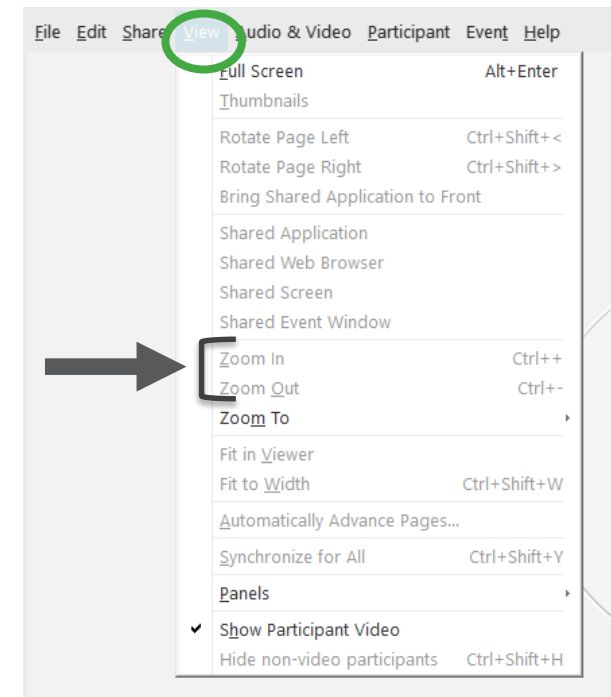 File Edit Share View Audio & Video Participant Event Help
Full Screen Alt+Enter
Thumbnails
Rotate Page Left Ctrl+Shift+<
Rotate Page Right Ctrl+Shift+>
Bring Shared Application to Front
Shared Application
Shared Web Browser
Shared Screen
Shared Event Window
Zoom In Ctrl++
Zoom Out Ctrl+-
Zoom To
Fit in Viewer
Fit to Width Ctrl+Shift+W
Automatically Advance Pages...
Synchronize for All Ctrl+Shift+Y
Panels
Show Participant Video
Hide non-video participants Ctrl+Shift+H